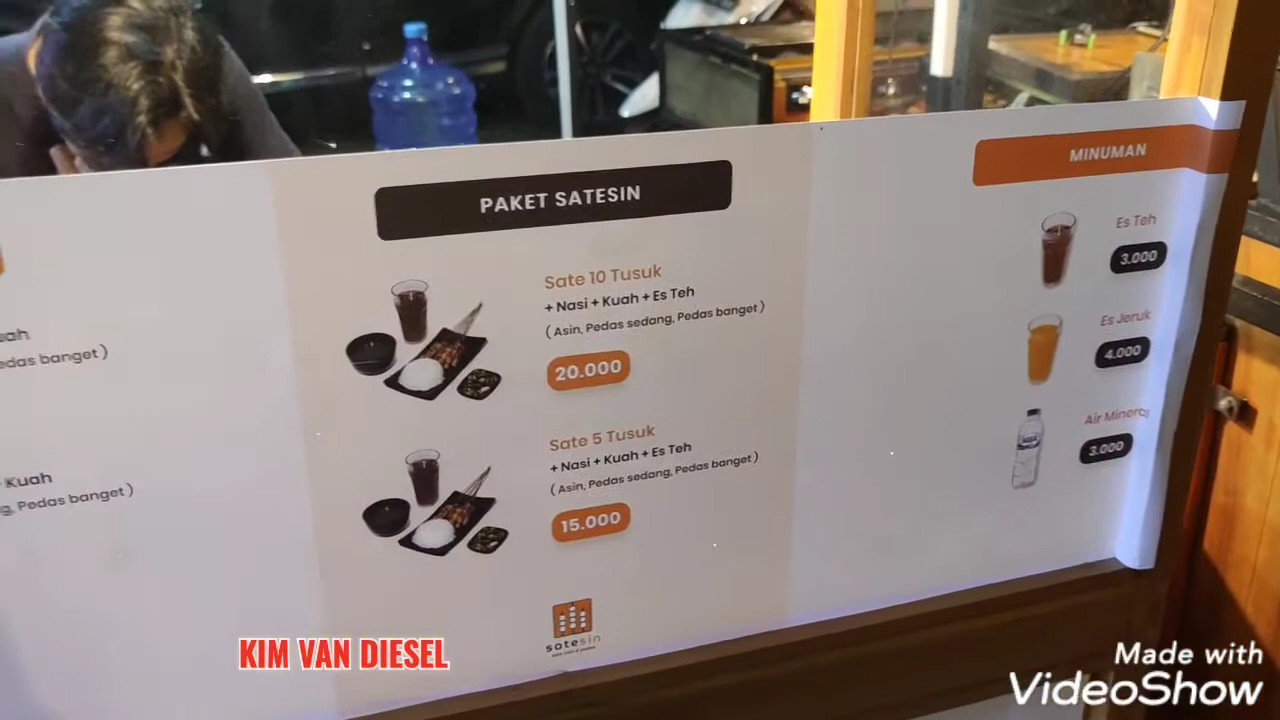 PAKET SATESIN
Sate 10 Tusuk
+ Nasi + Kuah + Es Teh
( Asin, Pedas sedang, Pedas banget )
20.000
Sate 5 Tusuk
+ Nasi + Kuah + Es Teh
( Asin, Pedas sedang, Pedas banget )
15.000
satesin
MINUMAN
Es Teh
3.000
Es Jeruk
4.000
Air Mineral
3.000
edas banget )
Kuah
g, Pedas banget )
KIM VAN DIESEL
Made with
VideoShow